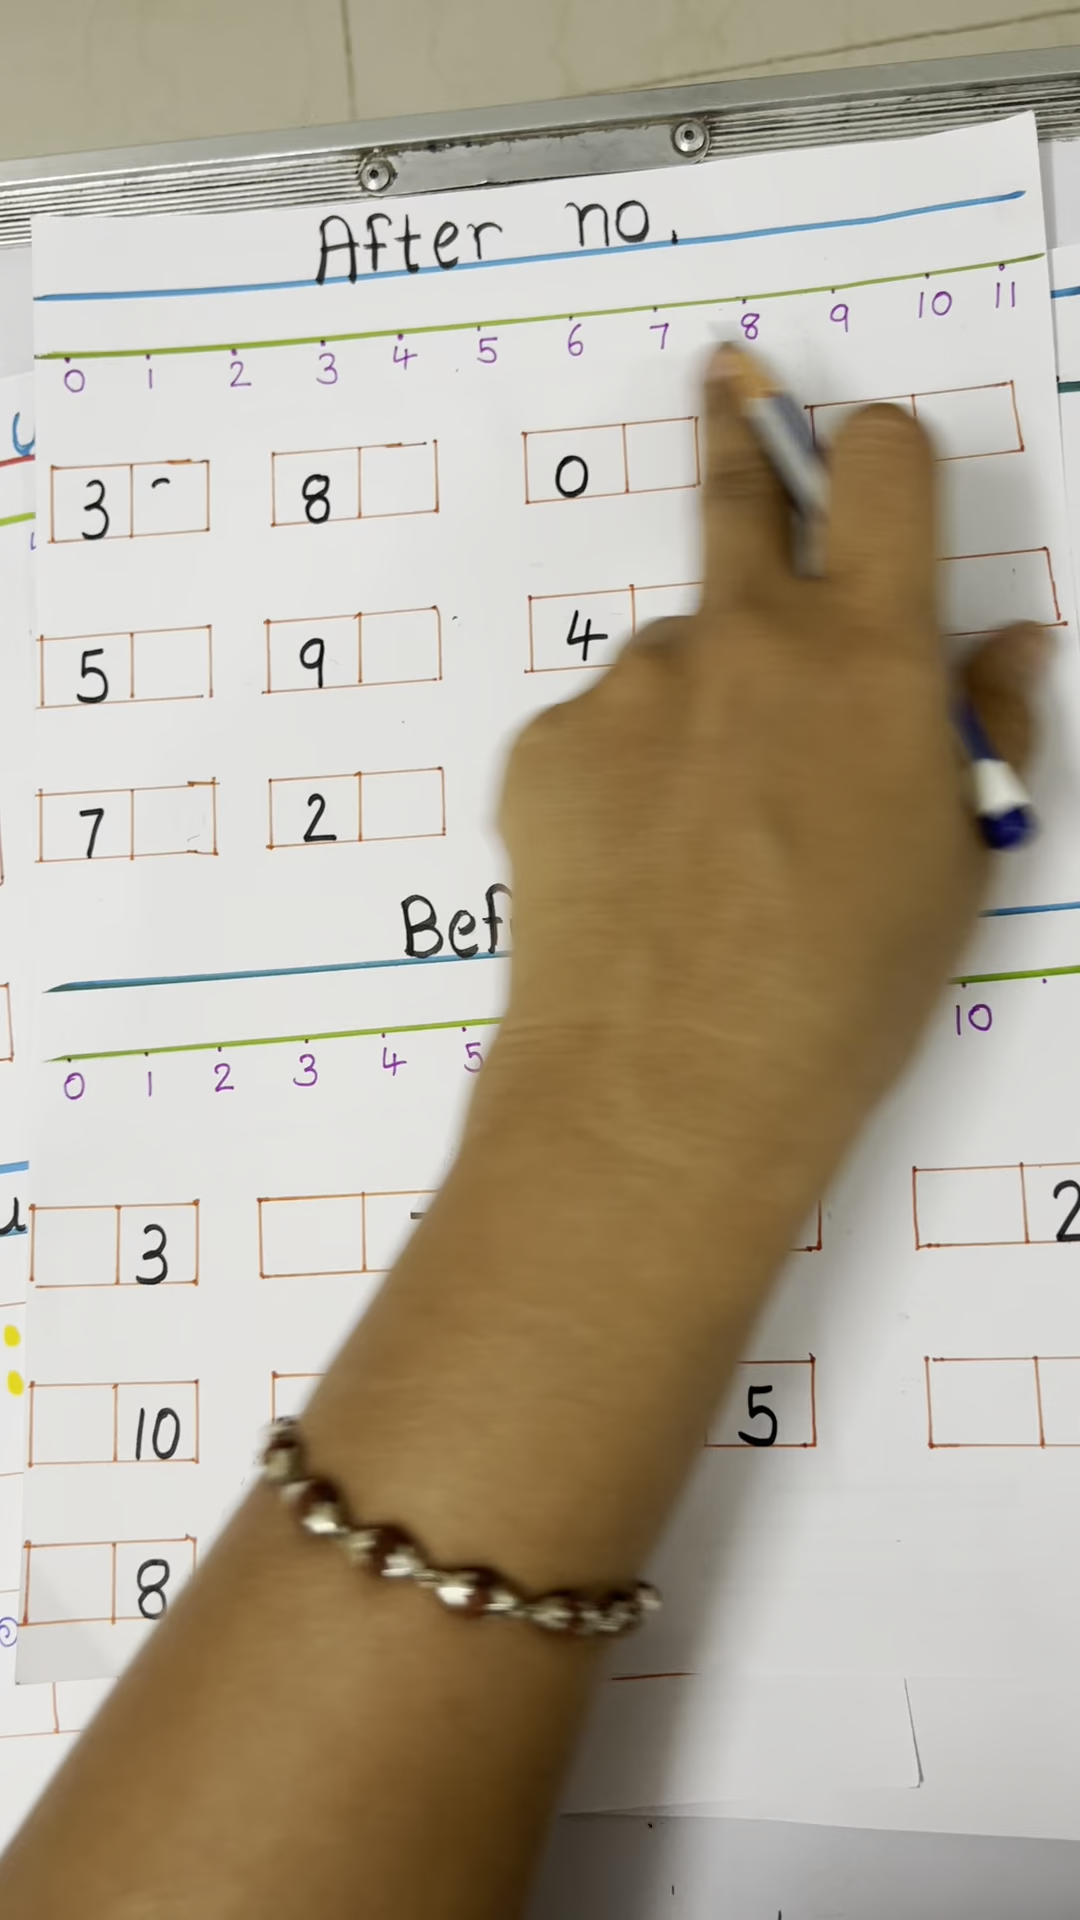 After no.
0 1 2 3 4 5 6 7 8 9 10 11
3 8 0
5 9 4
7 2
Bef
0 1 2 3 4 5 10
3 2
10 5
8